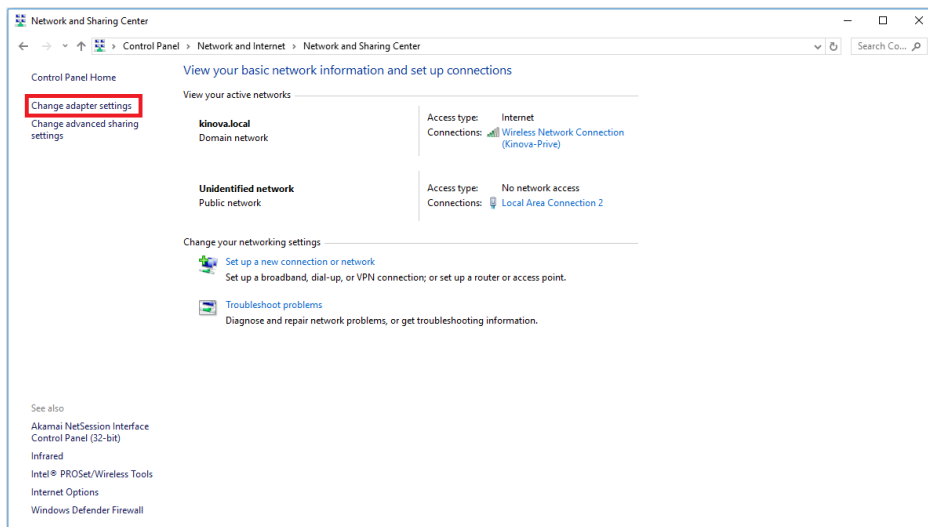 Network and Sharing Center
Control Panel > Network and Internet > Network and Sharing Center
Search Co...
Control Panel Home
Change adapter settings
Change advanced sharing
settings
View your basic network information and set up connections
View your active networks
kinova.local
Domain network
Access type: Internet
Connections: Wireless Network Connection
(Kinova-Prive)
Unidentified network
Public network
Access type: No network access
Connections: Local Area Connection 2
Change your networking settings
Set up a new connection or network
Set up a broadband, dial-up, or VPN connection; or set up a router or access point.
Troubleshoot problems
Diagnose and repair network problems, or get troubleshooting information.
See also
Akamai NetSession Interface
Control Panel (32-bit)
Infrared
Intel® PROSet/Wireless Tools
Internet Options
Windows Defender Firewall